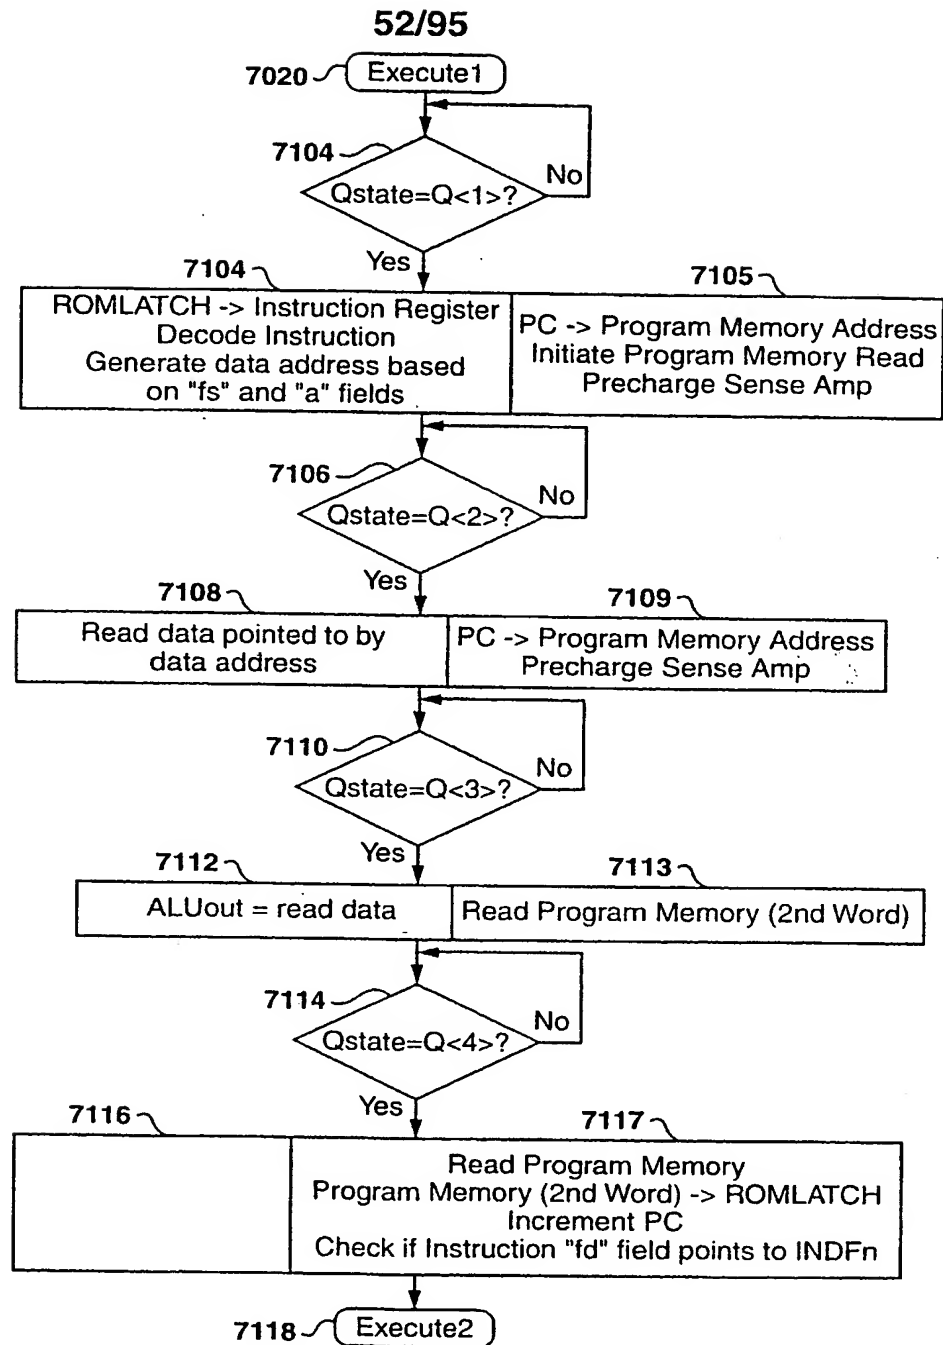 52/95
7020 Execute1
7104
Qstate=Q<1>?
No
Yes
7104
7105
ROMLATCH -> Instruction Register
Decode Instruction
Generate data address based
on "fs" and "a" fields
PC -> Program Memory Address
Initiate Program Memory Read
Precharge Sense Amp
7106
Qstate=Q<2>?
No
Yes
7108
7109
Read data pointed to by
data address
PC -> Program Memory Address
Precharge Sense Amp
7110
Qstate=Q<3>?
No
Yes
7112
7113
ALUout = read data
Read Program Memory (2nd Word)
7114
Qstate=Q<4>?
No
Yes
7116
7117
Read Program Memory
Program Memory (2nd Word) -> ROMLATCH
Increment PC
Check if Instruction "fd" field points to INDFn
7118 Execute2